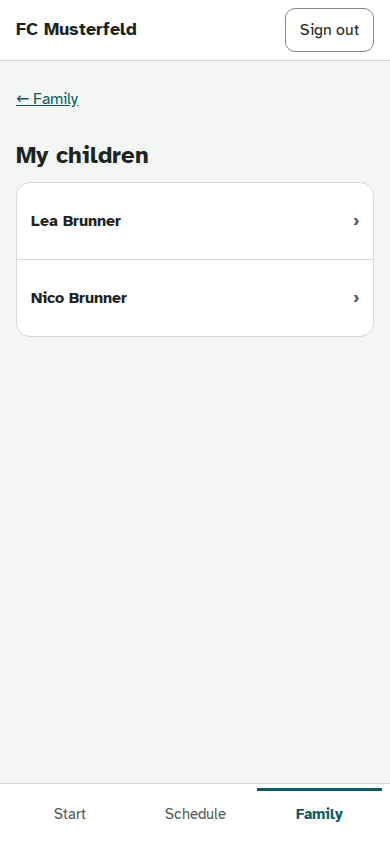 FC Musterfeld
Sign out
← Family
My children
Lea Brunner ›
Nico Brunner ›
Start Schedule Family